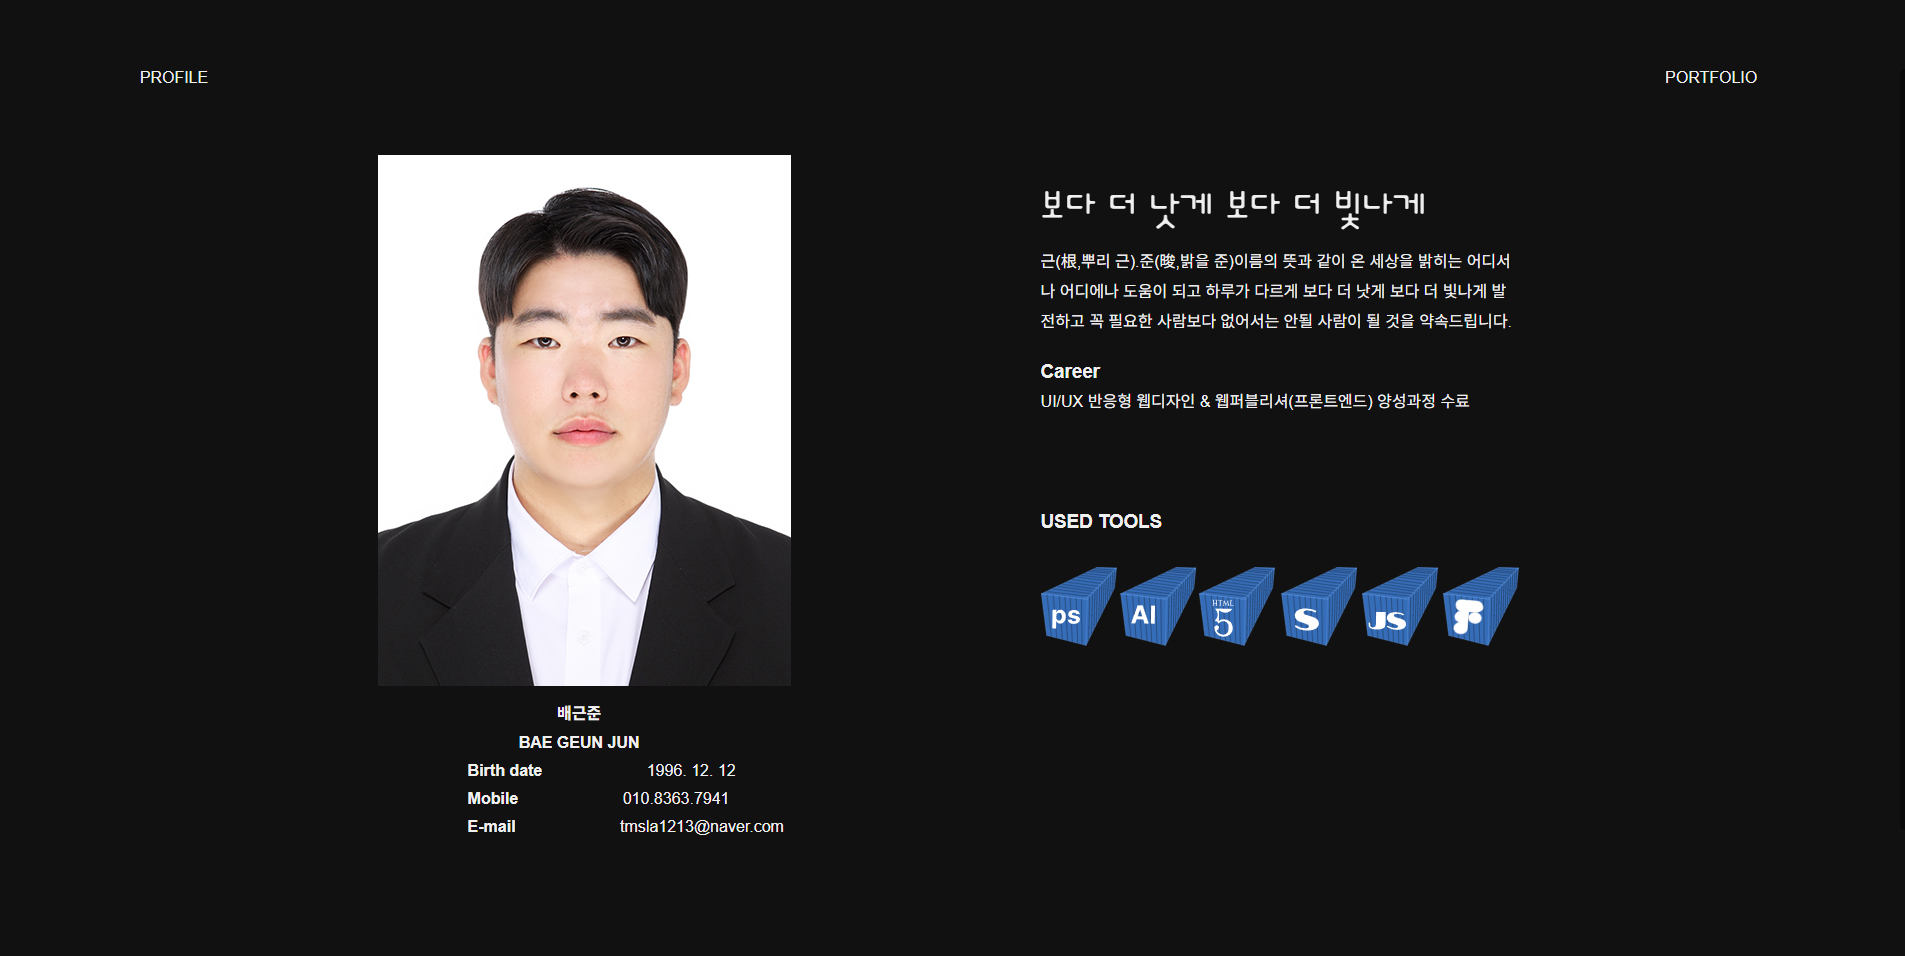 PROFILE
PORTFOLIO
배근준
BAE GEUN JUN
Birth date 1996. 12. 12
Mobile 010.8363.7941
E-mail tmsla1213@naver.com
보다 더 낫게 보다 더 빛나게
근(根,뿌리 근).준(晙,밝을 준)이름의 뜻과 같이 온 세상을 밝히는 어디서
나 어디에나 도움이 되고 하루가 다르게 보다 더 낫게 보다 더 빛나게 발
전하고 꼭 필요한 사람보다 없어서는 안될 사람이 될 것을 약속드립니다.
Career
UI/UX 반응형 웹디자인 & 웹퍼블리셔(프론트엔드) 양성과정 수료
USED TOOLS
ps AI HTML 5 S JS F